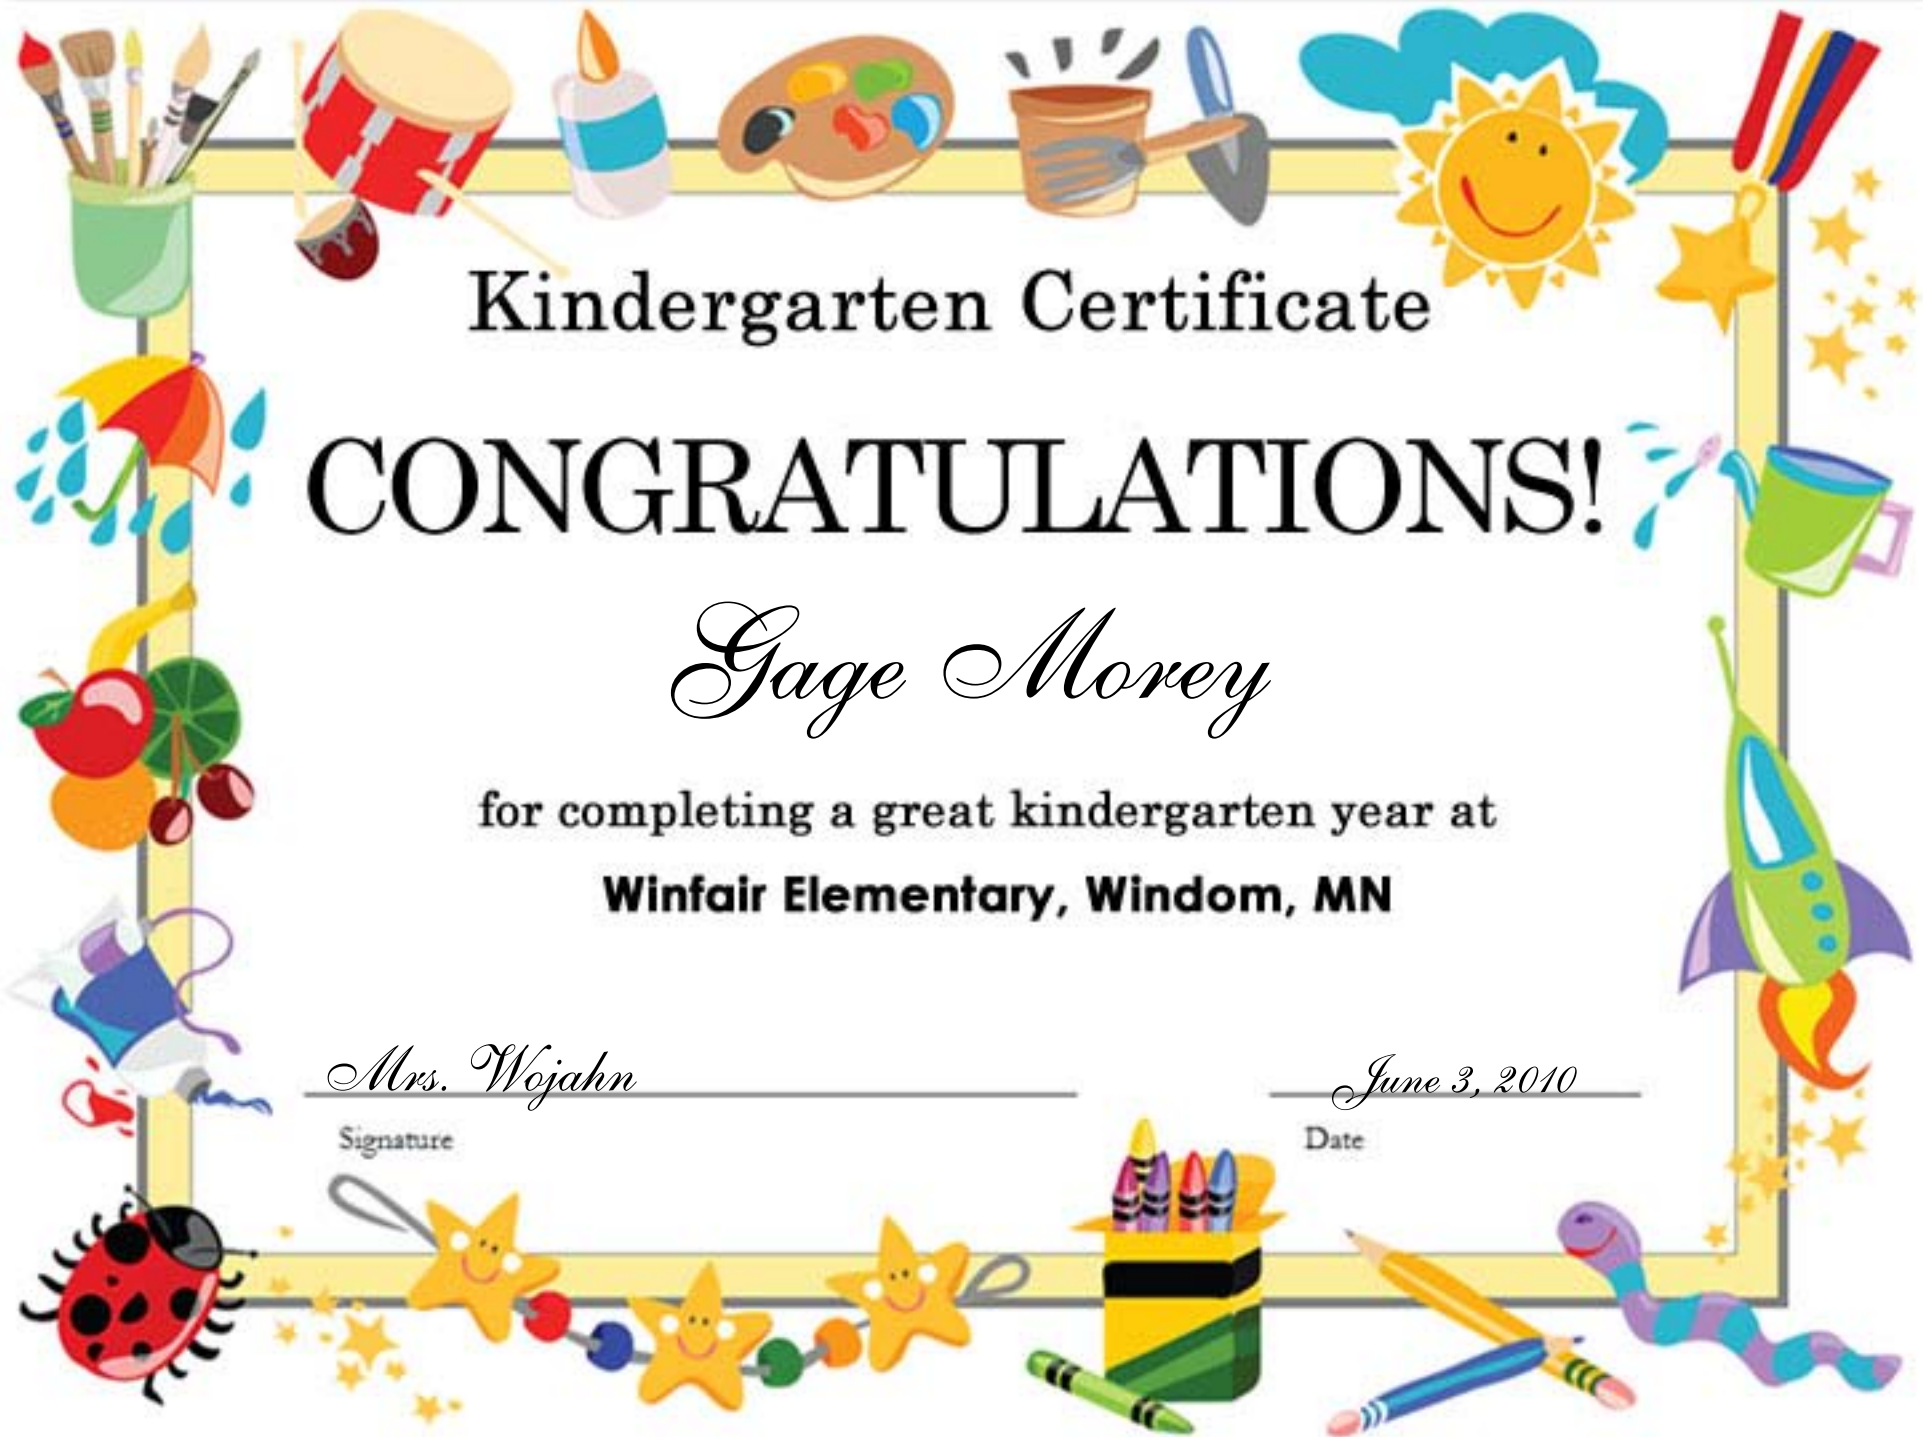 Kindergarten Certificate
CONGRATULATIONS!
Gage Morey
for completing a great kindergarten year at
Winfair Elementary, Windom, MN
Mrs. Wojahn
June 3, 2010
Signature
Date